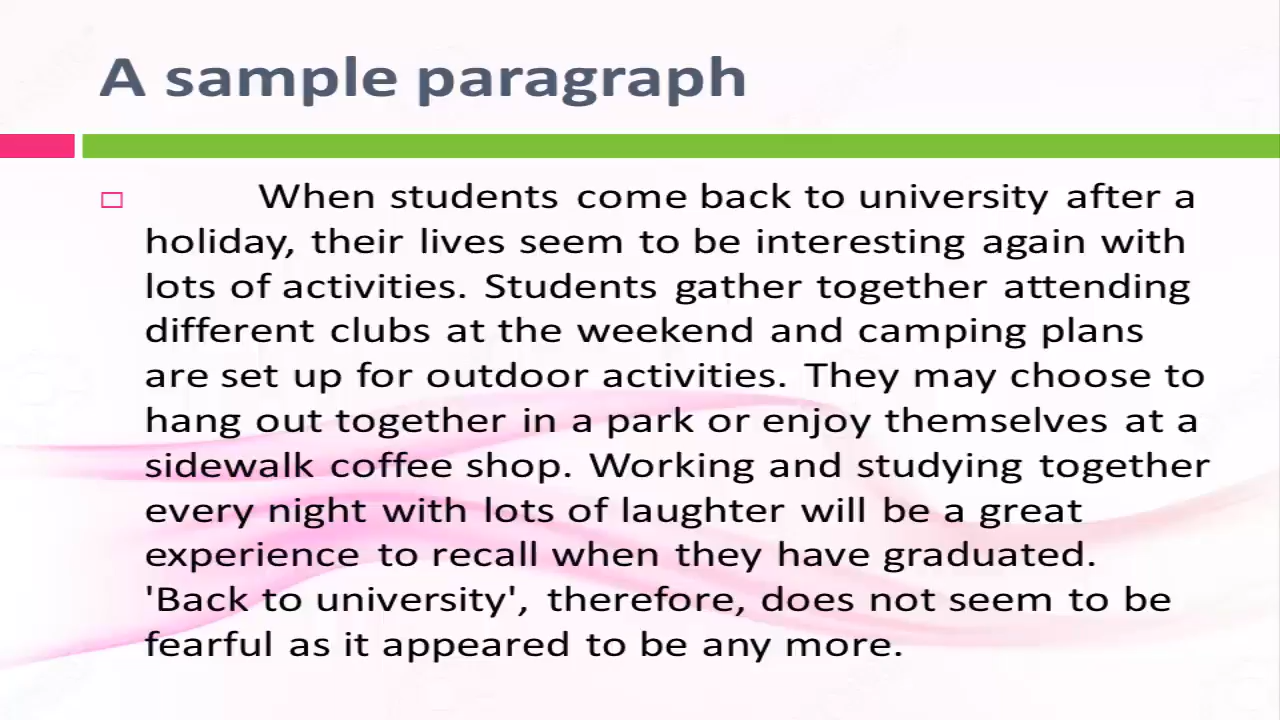 A sample paragraph
When students come back to university after a
holiday, their lives seem to be interesting again with
lots of activities. Students gather together attending
different clubs at the weekend and camping plans
are set up for outdoor activities. They may choose to
hang out together in a park or enjoy themselves at a
sidewalk coffee shop. Working and studying together
every night with lots of laughter will be a great
experience to recall when they have graduated.
'Back to university', therefore, does not seem to be
fearful as it appeared to be any more.